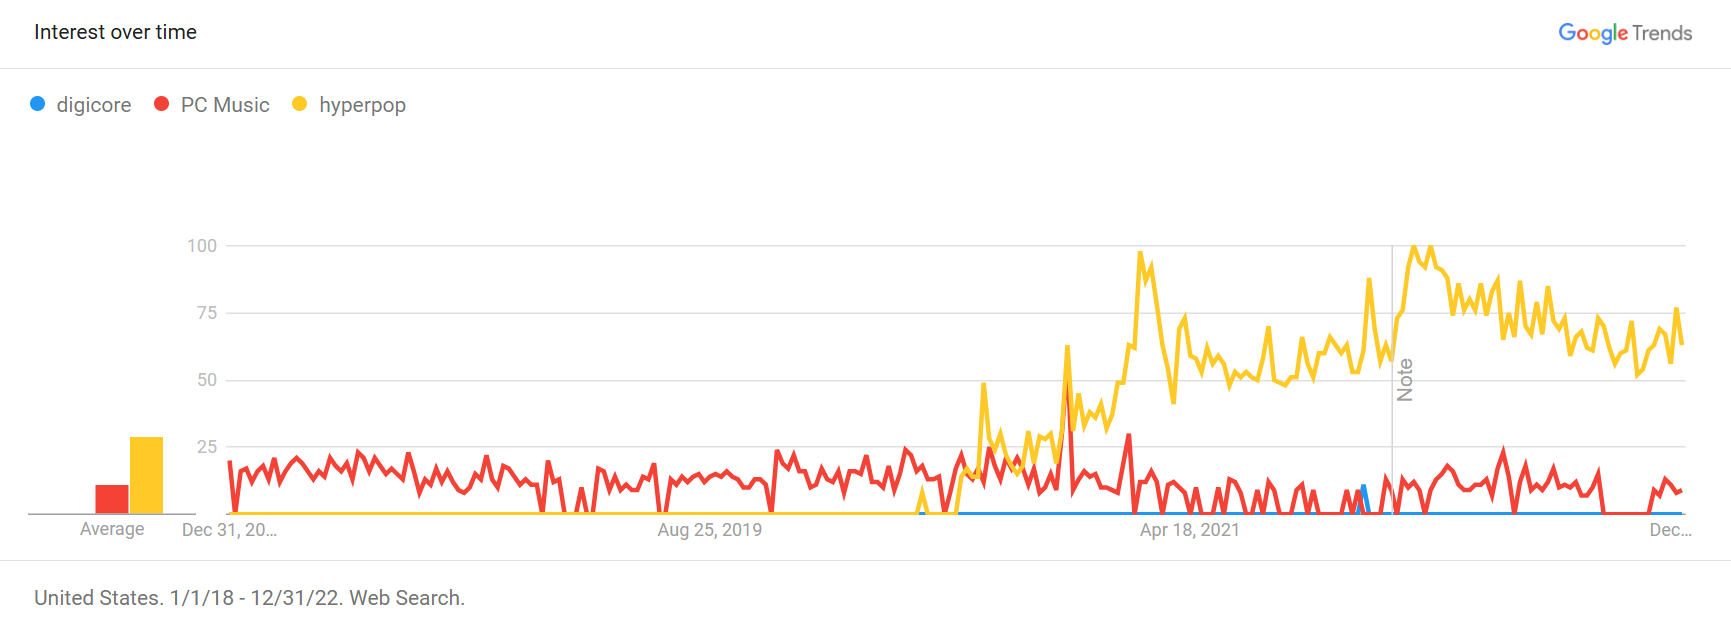 Interest over time
Google Trends
digicore PC Music hyperpop
100
75
50
25
Note
Average
Dec 31, 20...
Aug 25, 2019
Apr 18, 2021
Dec...
United States. 1/1/18 - 12/31/22. Web Search.